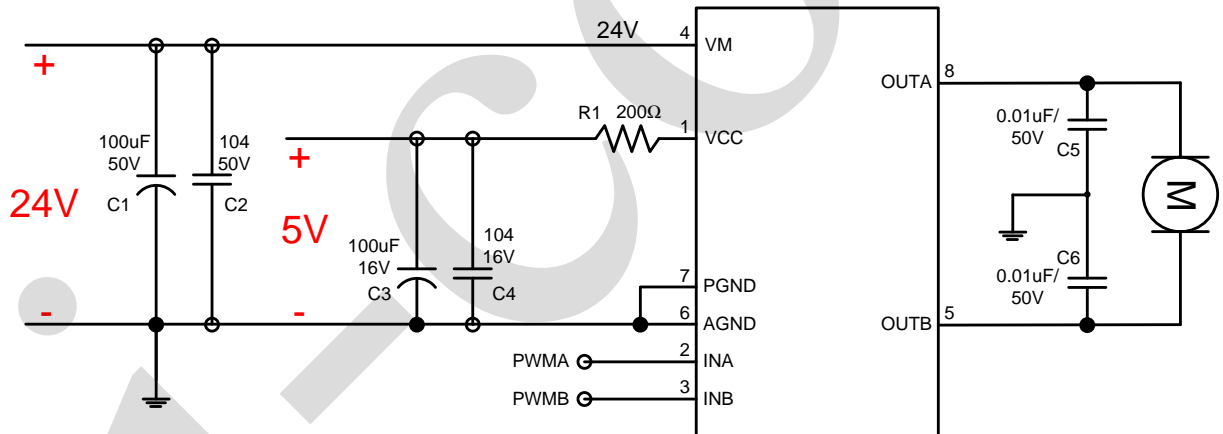 24V
4
VM
+
OUTA
8
R1 200Ω
1
VCC
0.01uF/
50V
C5
100uF
50V
C1
104
50V
C2
+
24V
5V
M
100uF
16V
C3
104
16V
C4
7
PGND
C6
0.01uF/
50V
-
-
6
AGND
OUTB
5
PWMA
2
INA
PWMB
3
INB